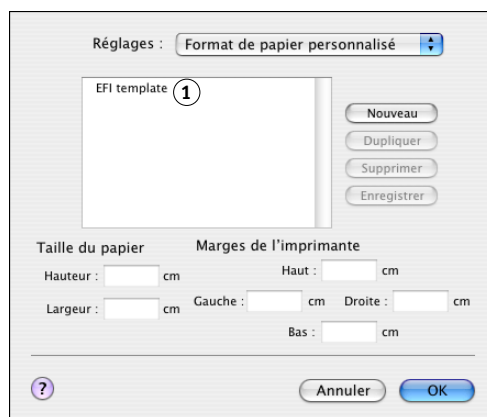 Réglages : Format de papier personnalisé
EFI template 1
Nouveau
Dupliquer
Supprimer
Enregistrer
Taille du papier
Marges de l'imprimante
Hauteur : cm
Haut : cm
Largeur : cm
Gauche : cm Droite : cm
Bas : cm
? Annuler OK